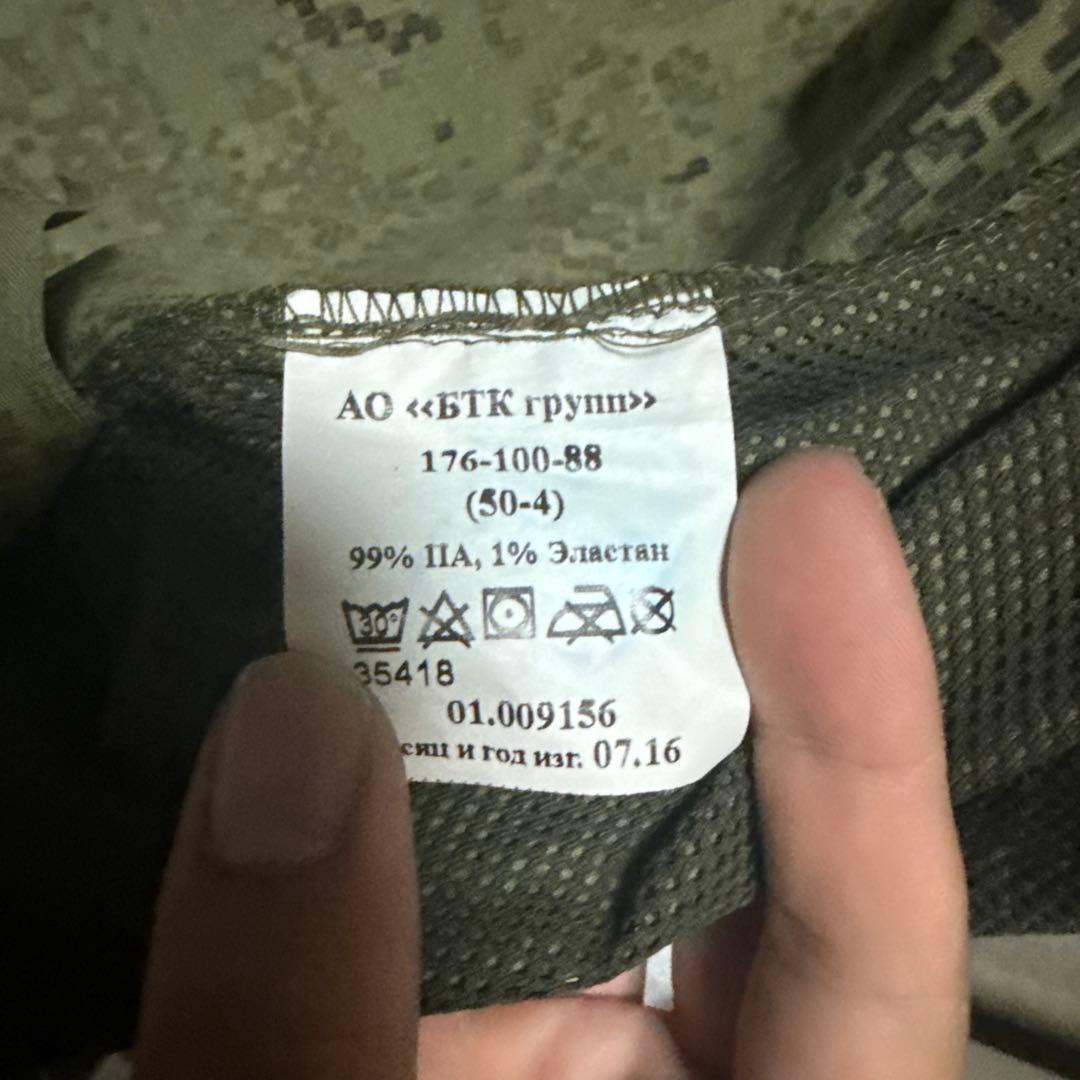 АО «БТК групп»
176-100-88
(50-4)
99% ПА, 1% Эластан
30°
35418
01.009156
и год изг. 07.16